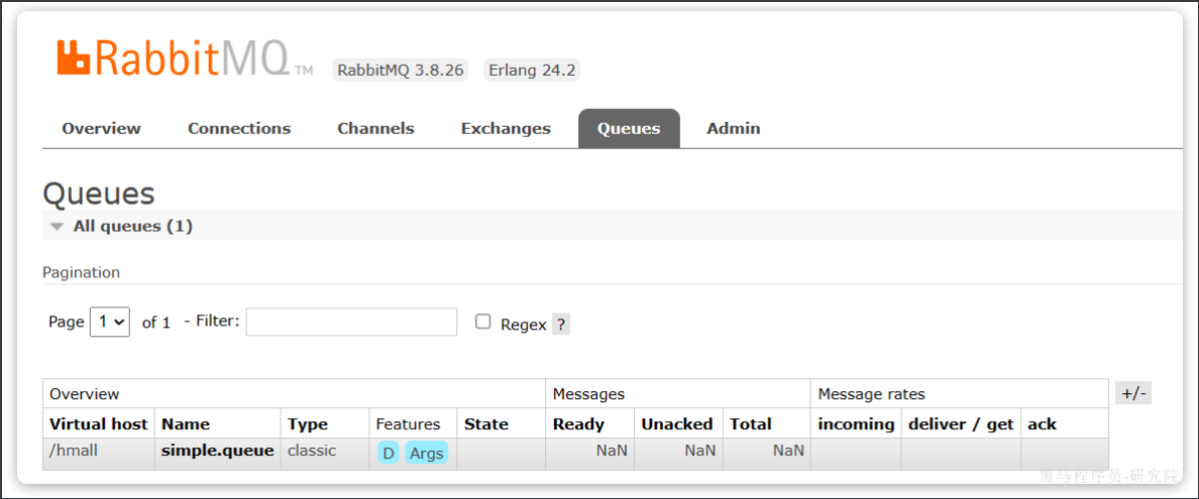 RabbitMQ TM RabbitMQ 3.8.26 Erlang 24.2
Overview Connections Channels Exchanges Queues Admin
Queues
All queues (1)
Pagination
Page 1 of 1 - Filter: Regex ?
Overview Messages Message rates +/-
Virtual host Name Type Features State Ready Unacked Total incoming deliver / get ack
/hmall simple.queue classic D Args NaN NaN NaN
黑马程序员-研究院